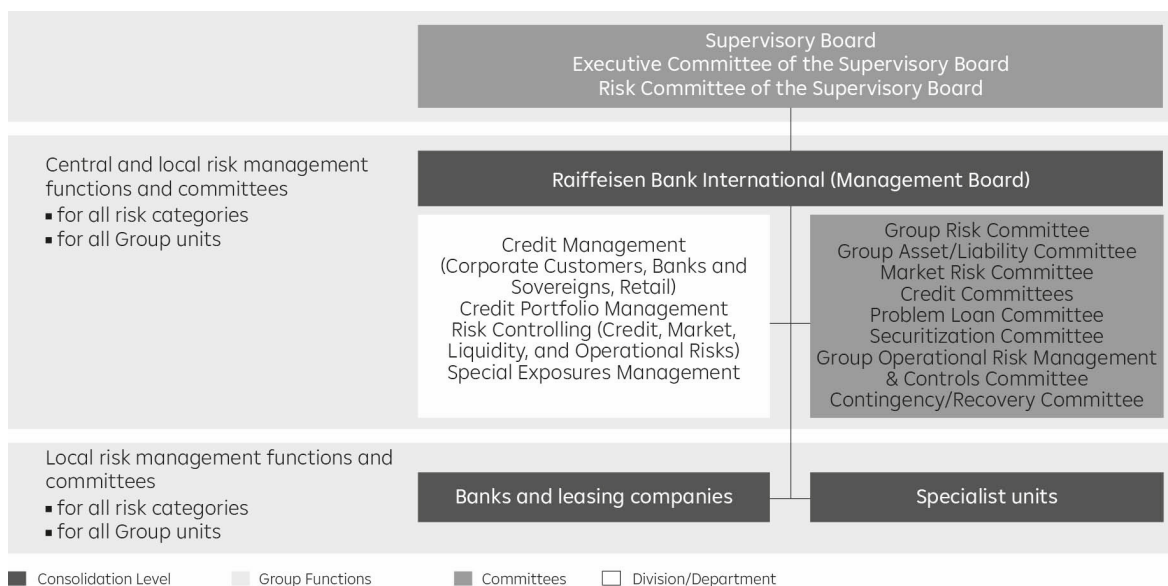 Supervisory Board
Executive Committee of the Supervisory Board
Risk Committee of the Supervisory Board
Central and local risk management
functions and committees
▪ for all risk categories
▪ for all Group units
Raiffeisen Bank International (Management Board)
Credit Management
(Corporate Customers, Banks and
Sovereigns, Retail)
Credit Portfolio Management
Risk Controlling (Credit, Market,
Liquidity, and Operational Risks)
Special Exposures Management
Group Risk Committee
Group Asset/Liability Committee
Market Risk Committee
Credit Committees
Problem Loan Committee
Securitization Committee
Group Operational Risk Management
& Controls Committee
Contingency/Recovery Committee
Local risk management functions and
committees
▪ for all risk categories
▪ for all Group units
Banks and leasing companies
Specialist units
Consolidation Level
Group Functions
Committees
Division/Department